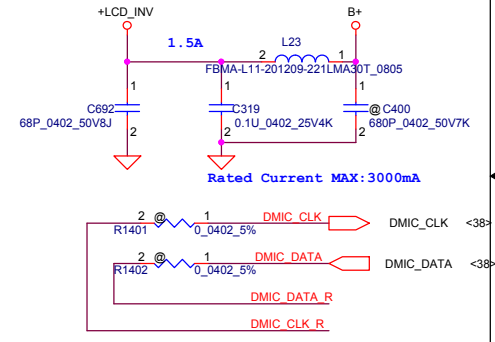 +LCD_INV
B+
1.5A
L23
2
1
FBMA-L11-201209-221LMA30T_0805
1
1
1
C692
C319
@ C400
68P_0402_50V8J
0.1U_0402_25V4K
680P_0402_50V7K
2
2
2
Rated Current MAX:3000mA
2 @ 1
DMIC_CLK
DMIC_CLK <38>
R1401
0_0402_5%
2 @ 1
DMIC_DATA
DMIC_DATA <38>
R1402
0_0402_5%
DMIC_DATA_R
DMIC_CLK_R